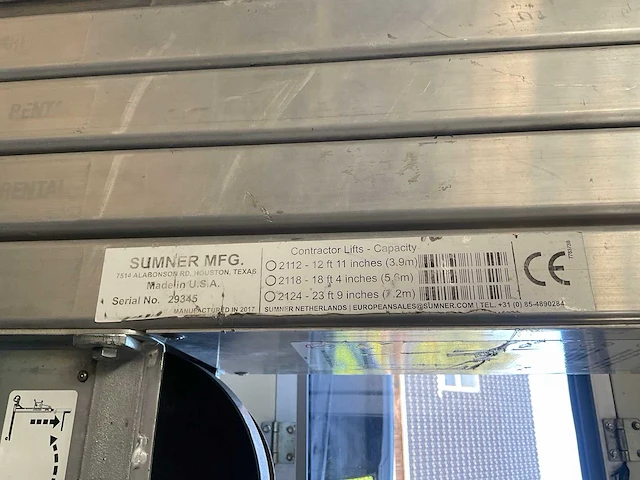 RENTAL
RENTAL
SUMNER MFG.
7514 ALABONSON RD, HOUSTON, TEXAS
Made in U.S.A.
Serial No. 29345
MANUFACTURED IN 2017
Contractor Lifts - Capacity
2112 - 12 ft 11 inches (3.9m)
2118 - 18 ft 4 inches (5.6m)
2124 - 23 ft 9 inches (7.2m)
SUMNER NETHERLANDS | EUROPEANSALES@SUMNER.COM | TEL. +31 (0) 85-4890284
CE